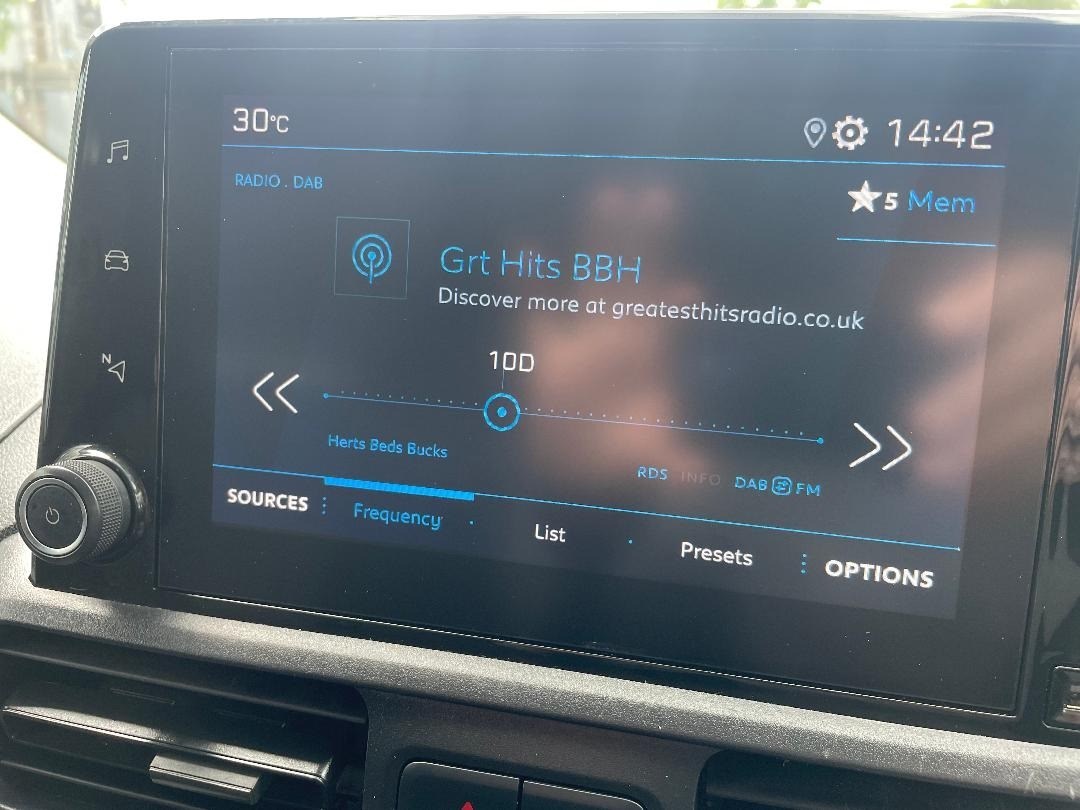 30°C
14:42
RADIO . DAB
5 Mem
Grt Hits BBH
Discover more at greatesthitsradio.co.uk
10D
Herts Beds Bucks
RDS INFO DAB FM
SOURCES Frequency List Presets OPTIONS
N